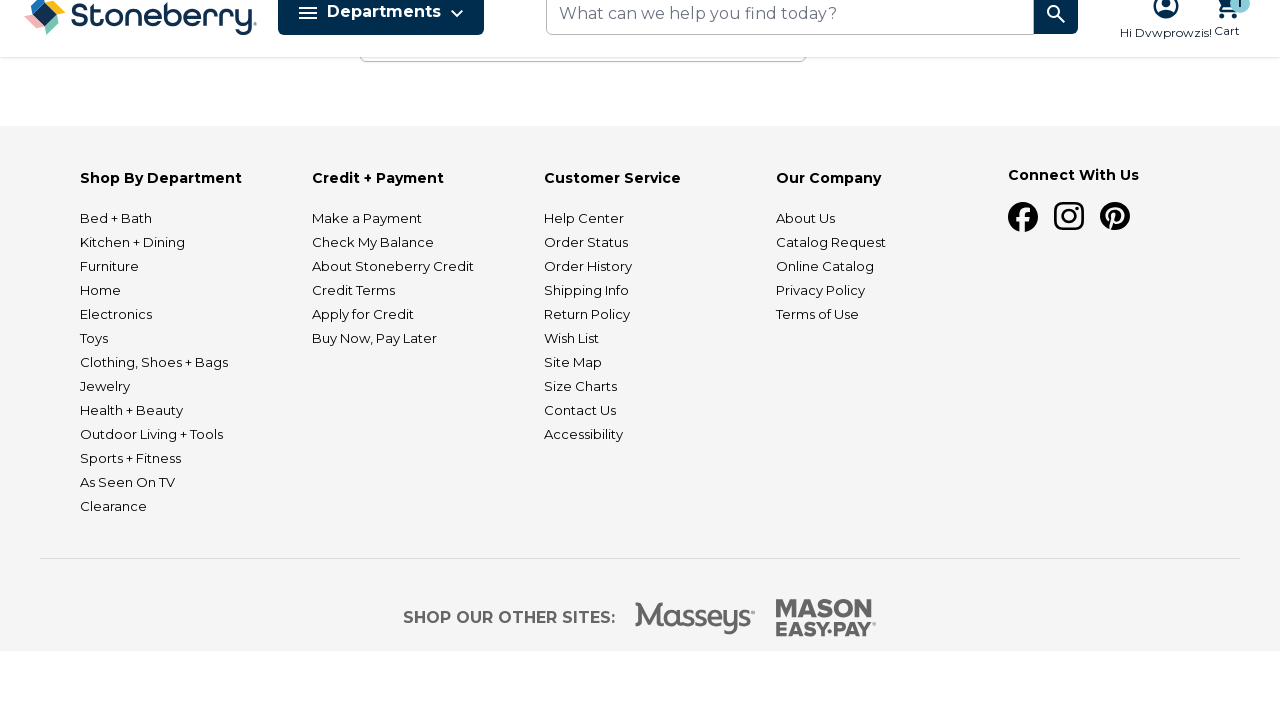 Stoneberry
Departments
What can we help you find today?
Hi Dvwprowzis!
1
Cart
Shop By Department
Bed + Bath
Kitchen + Dining
Furniture
Home
Electronics
Toys
Clothing, Shoes + Bags
Jewelry
Health + Beauty
Outdoor Living + Tools
Sports + Fitness
As Seen On TV
Clearance
Credit + Payment
Make a Payment
Check My Balance
About Stoneberry Credit
Credit Terms
Apply for Credit
Buy Now, Pay Later
Customer Service
Help Center
Order Status
Order History
Shipping Info
Return Policy
Wish List
Site Map
Size Charts
Contact Us
Accessibility
Our Company
About Us
Catalog Request
Online Catalog
Privacy Policy
Terms of Use
Connect With Us
SHOP OUR OTHER SITES:
Masseys
MASON
EASY•PAY